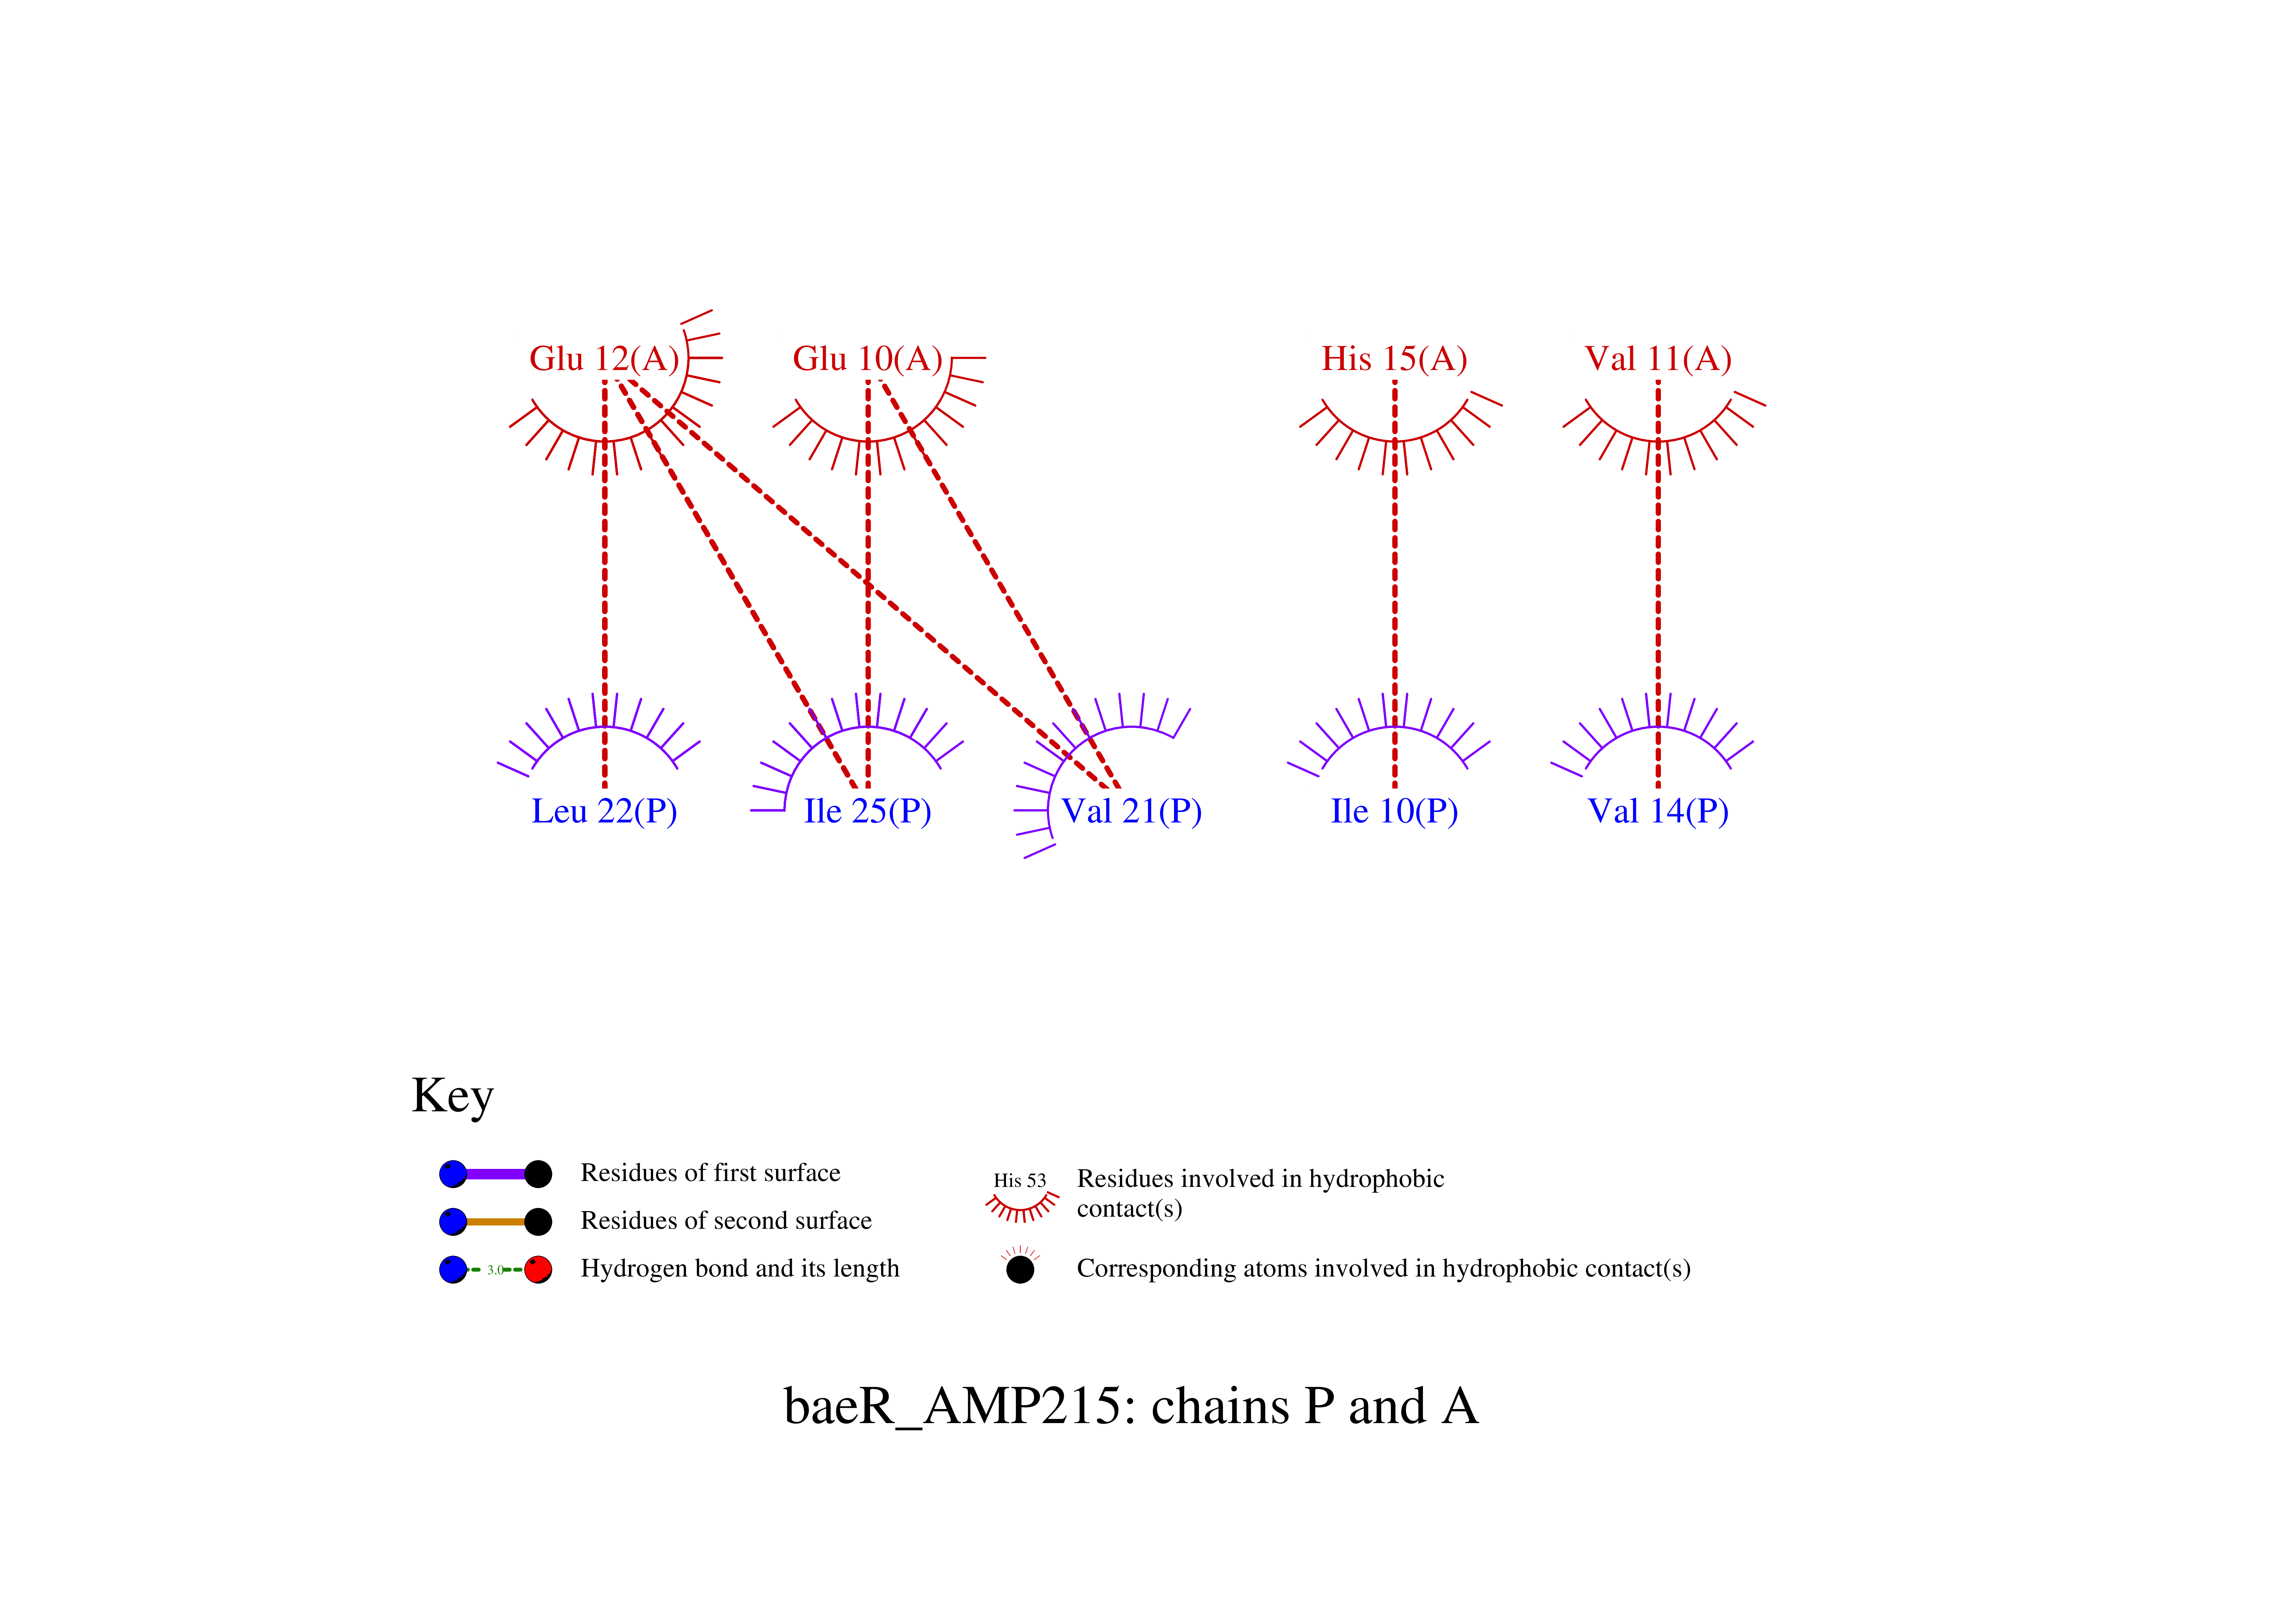 Glu 12(A) Glu 10(A) His 15(A) Val 11(A)
Leu 22(P) Ile 25(P) Val 21(P) Ile 10(P) Val 14(P)
Key
Residues of first surface
Residues of second surface
3.0 Hydrogen bond and its length
His 53 Residues involved in hydrophobic
contact(s)
Corresponding atoms involved in hydrophobic contact(s)
baeR_AMP215: chains P and A